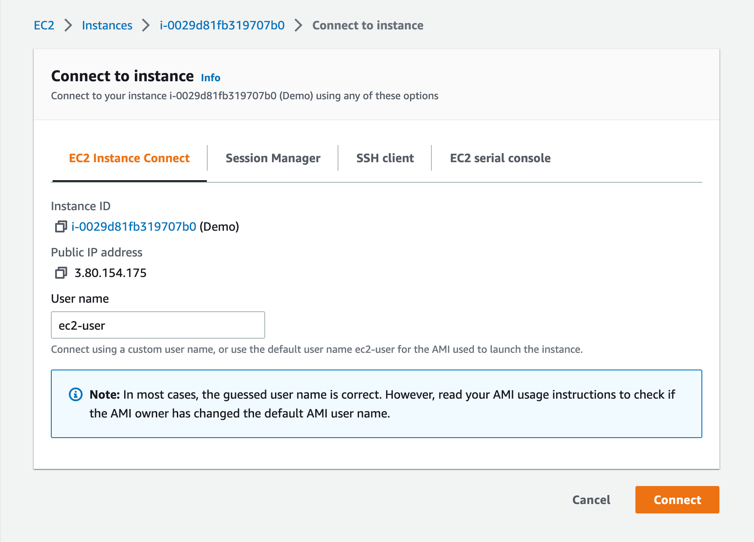 EC2 > Instances > i-0029d81fb319707b0 > Connect to instance
Connect to instance Info
Connect to your instance i-0029d81fb319707b0 (Demo) using any of these options
EC2 Instance Connect Session Manager SSH client EC2 serial console
Instance ID
i-0029d81fb319707b0 (Demo)
Public IP address
3.80.154.175
User name
ec2-user
Connect using a custom user name, or use the default user name ec2-user for the AMI used to launch the instance.
Note: In most cases, the guessed user name is correct. However, read your AMI usage instructions to check if
the AMI owner has changed the default AMI user name.
Cancel Connect